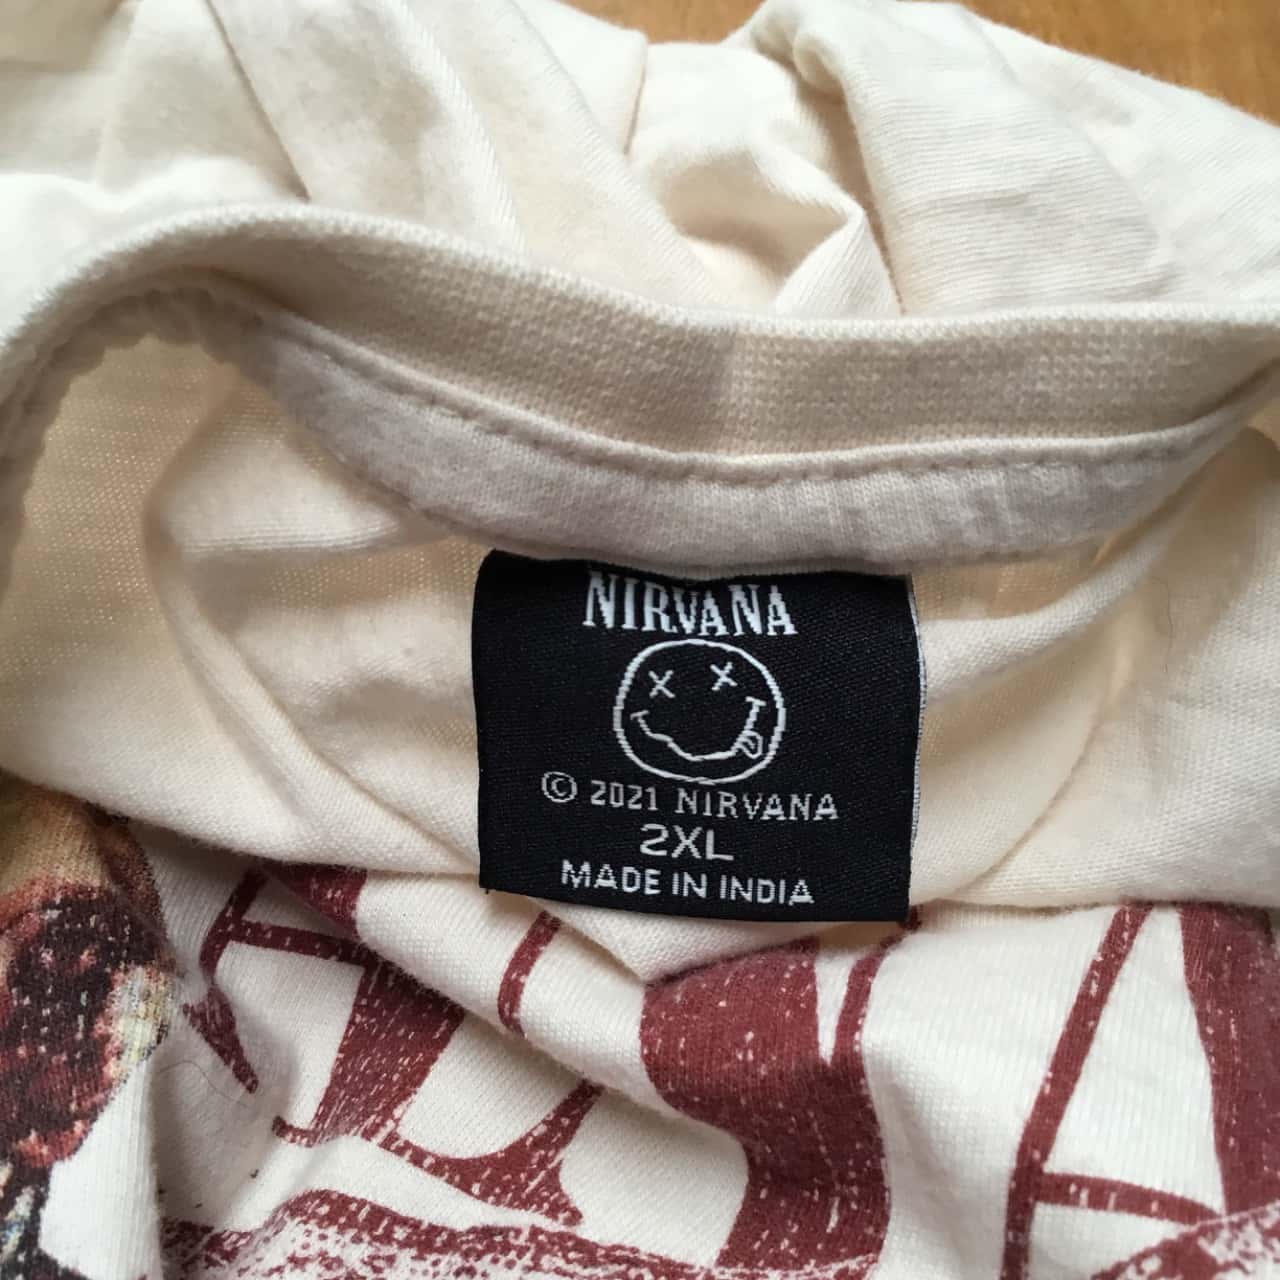 NIRVANA
© 2021 NIRVANA
2XL
MADE IN INDIA